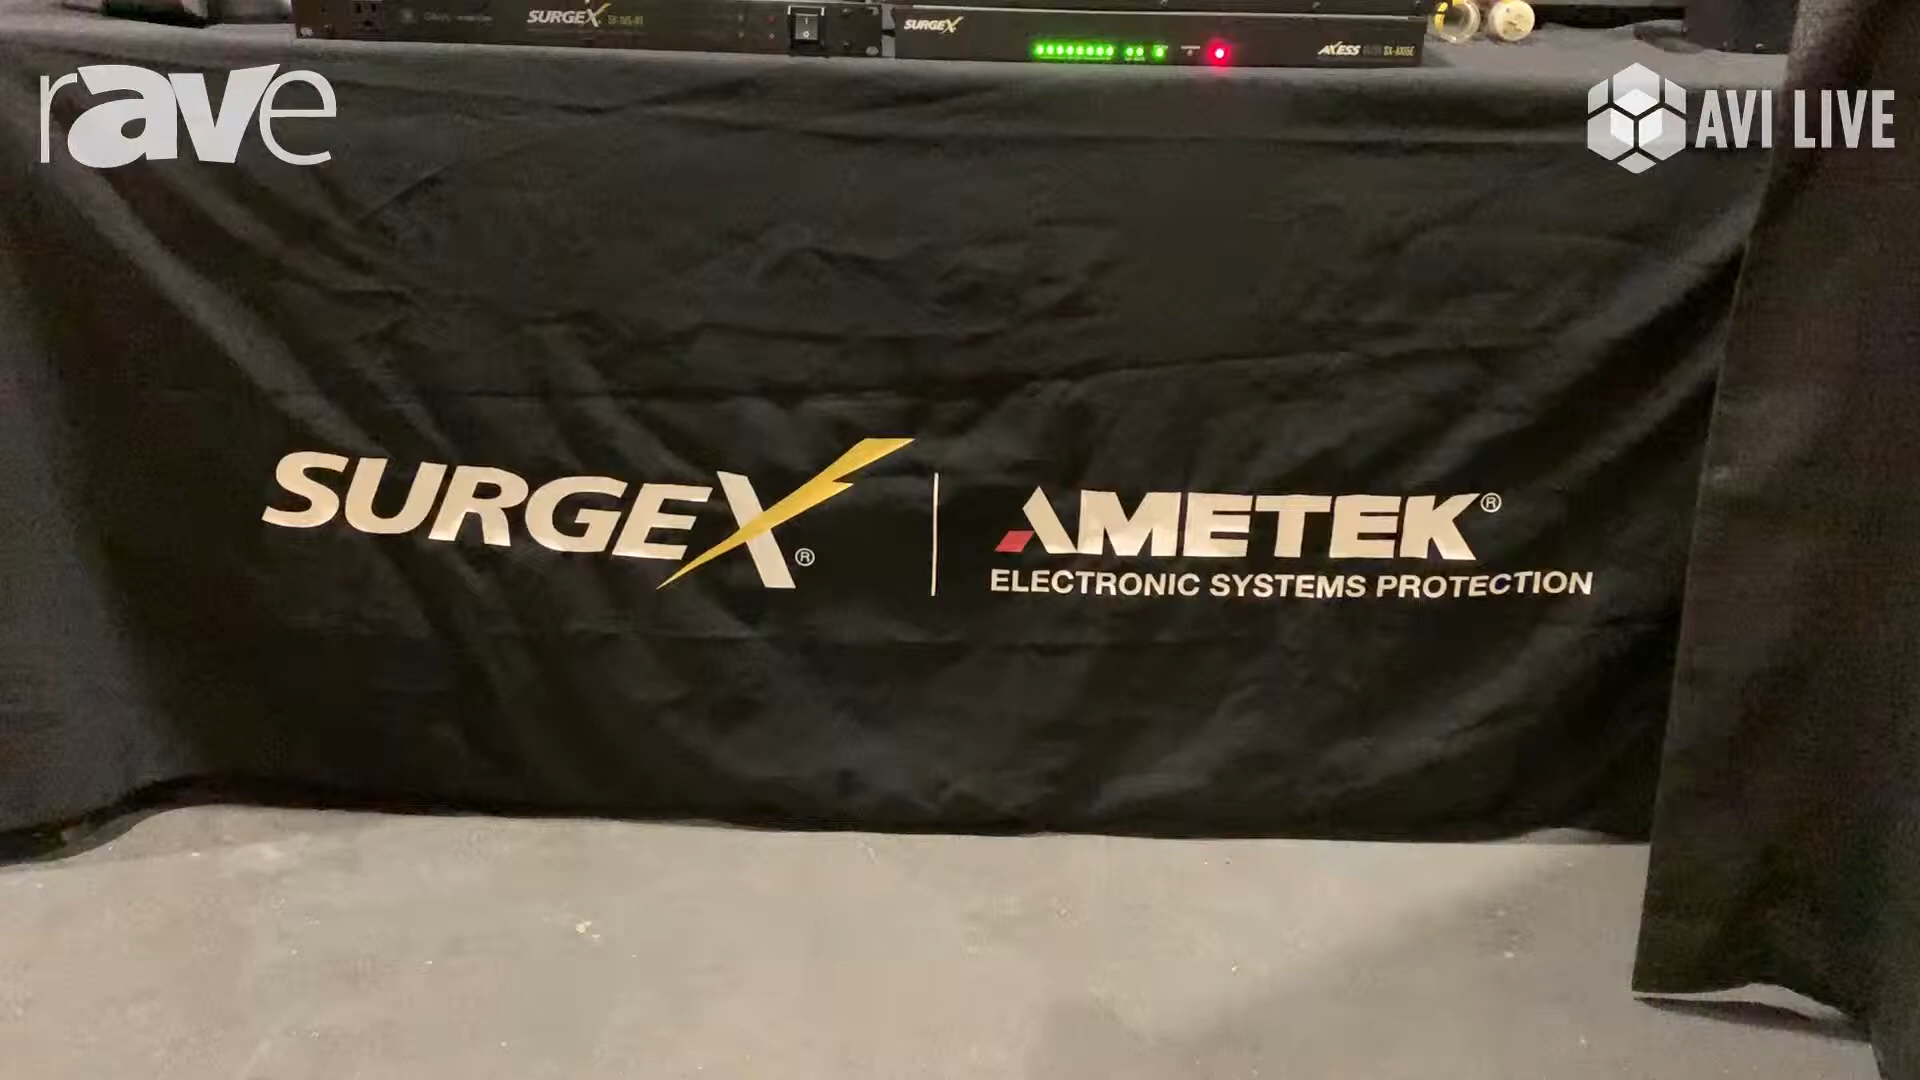 SURGEX
SURGEX
AXESS
rave
AVI LIVE
SURGEX®
AMETEK®
ELECTRONIC SYSTEMS PROTECTION